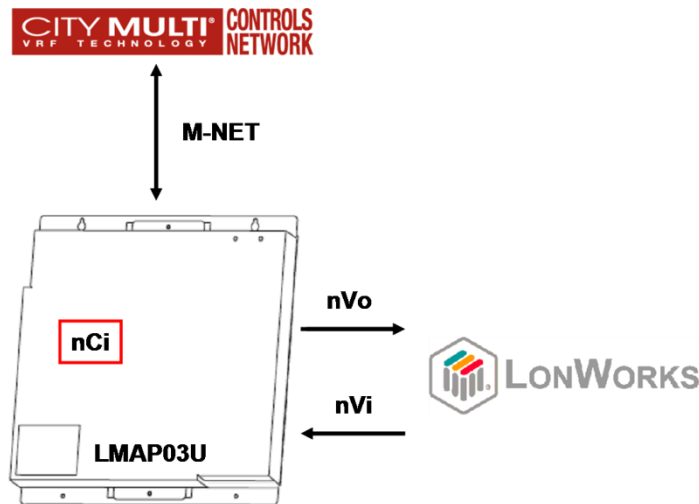 CITY MULTI® CONTROLS
VRF TECHNOLOGY NETWORK
M-NET
nVo
nCi
LONWORKS
nVi
LMAP03U